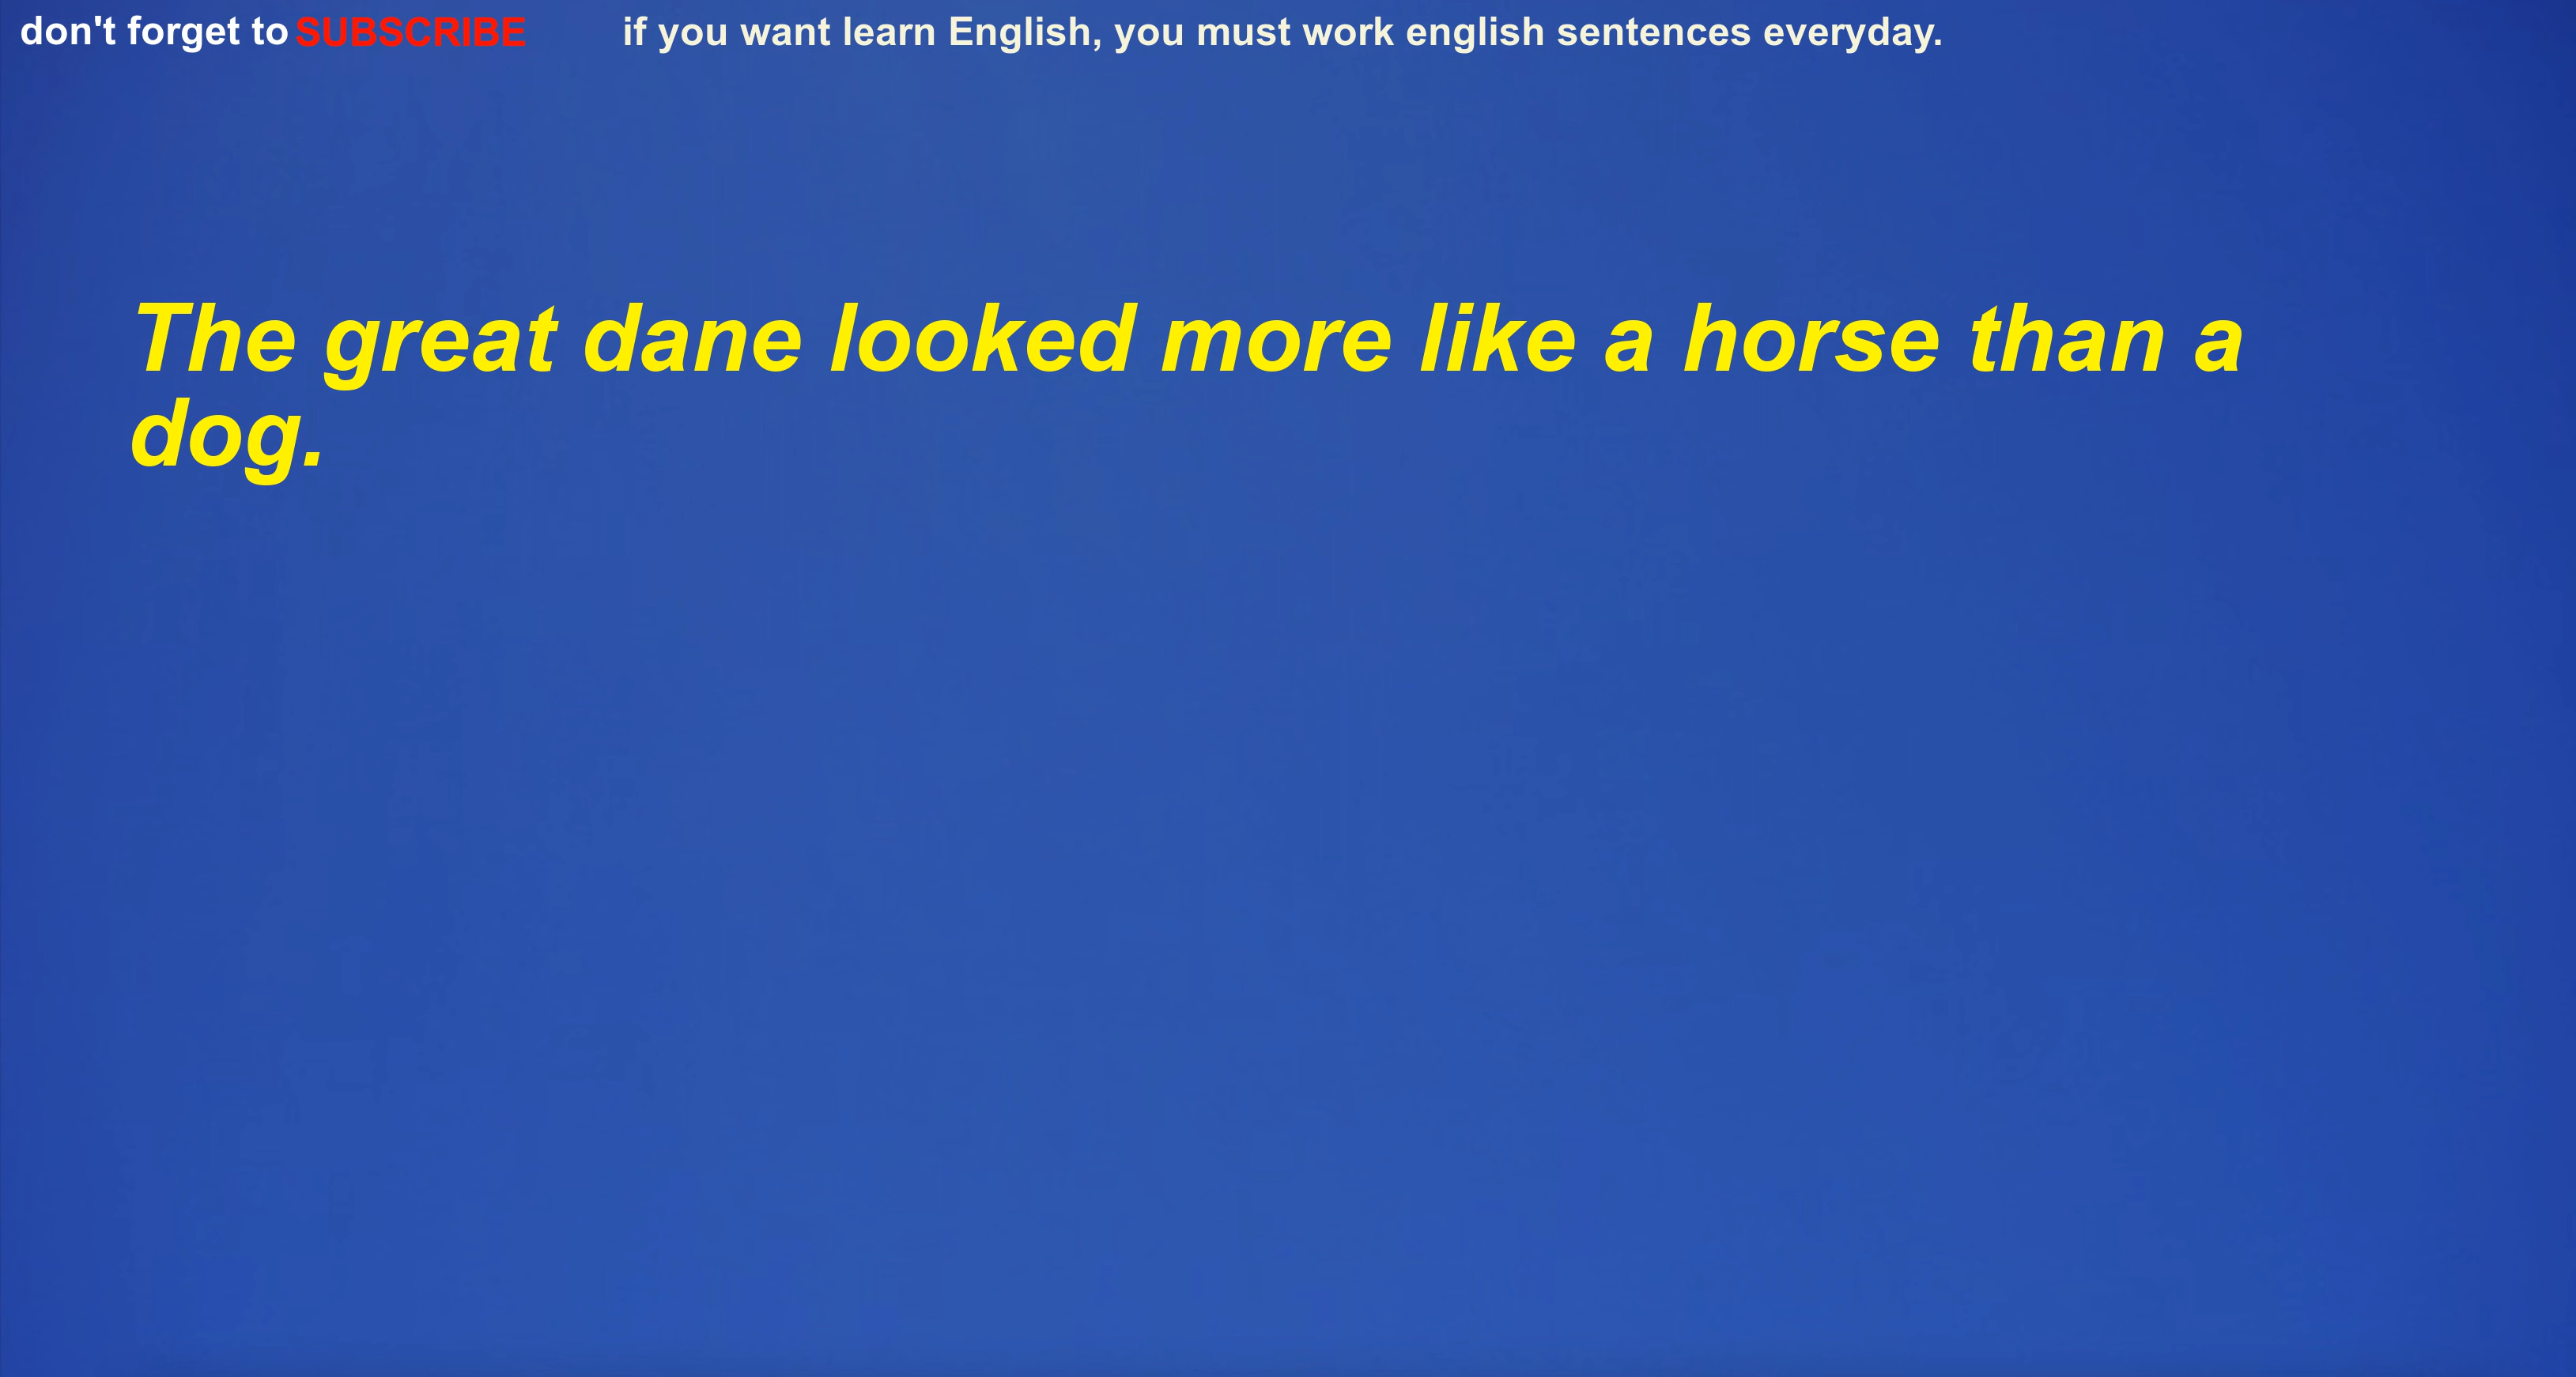 don't forget to SUBSCRIBE if you want learn English, you must work english sentences everyday.
The great dane looked more like a horse than a
dog.